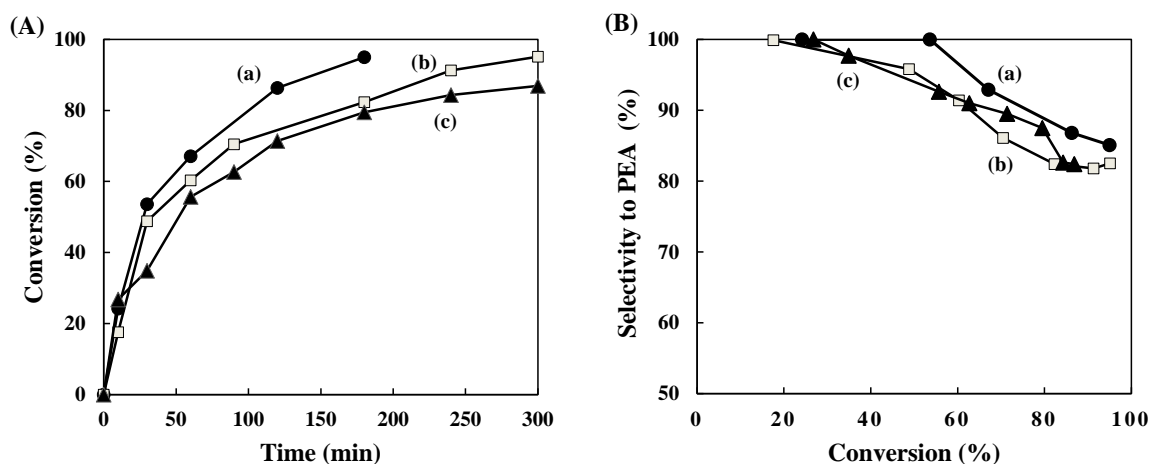 (A)
100
80
60
40
20
0
Conversion (%)
(a)
(b)
(c)
0 50 100 150 200 250 300
Time (min)
(B)
100
90
80
70
60
50
Selectivity to PEA (%)
(a)
(c)
(b)
0 20 40 60 80 100
Conversion (%)